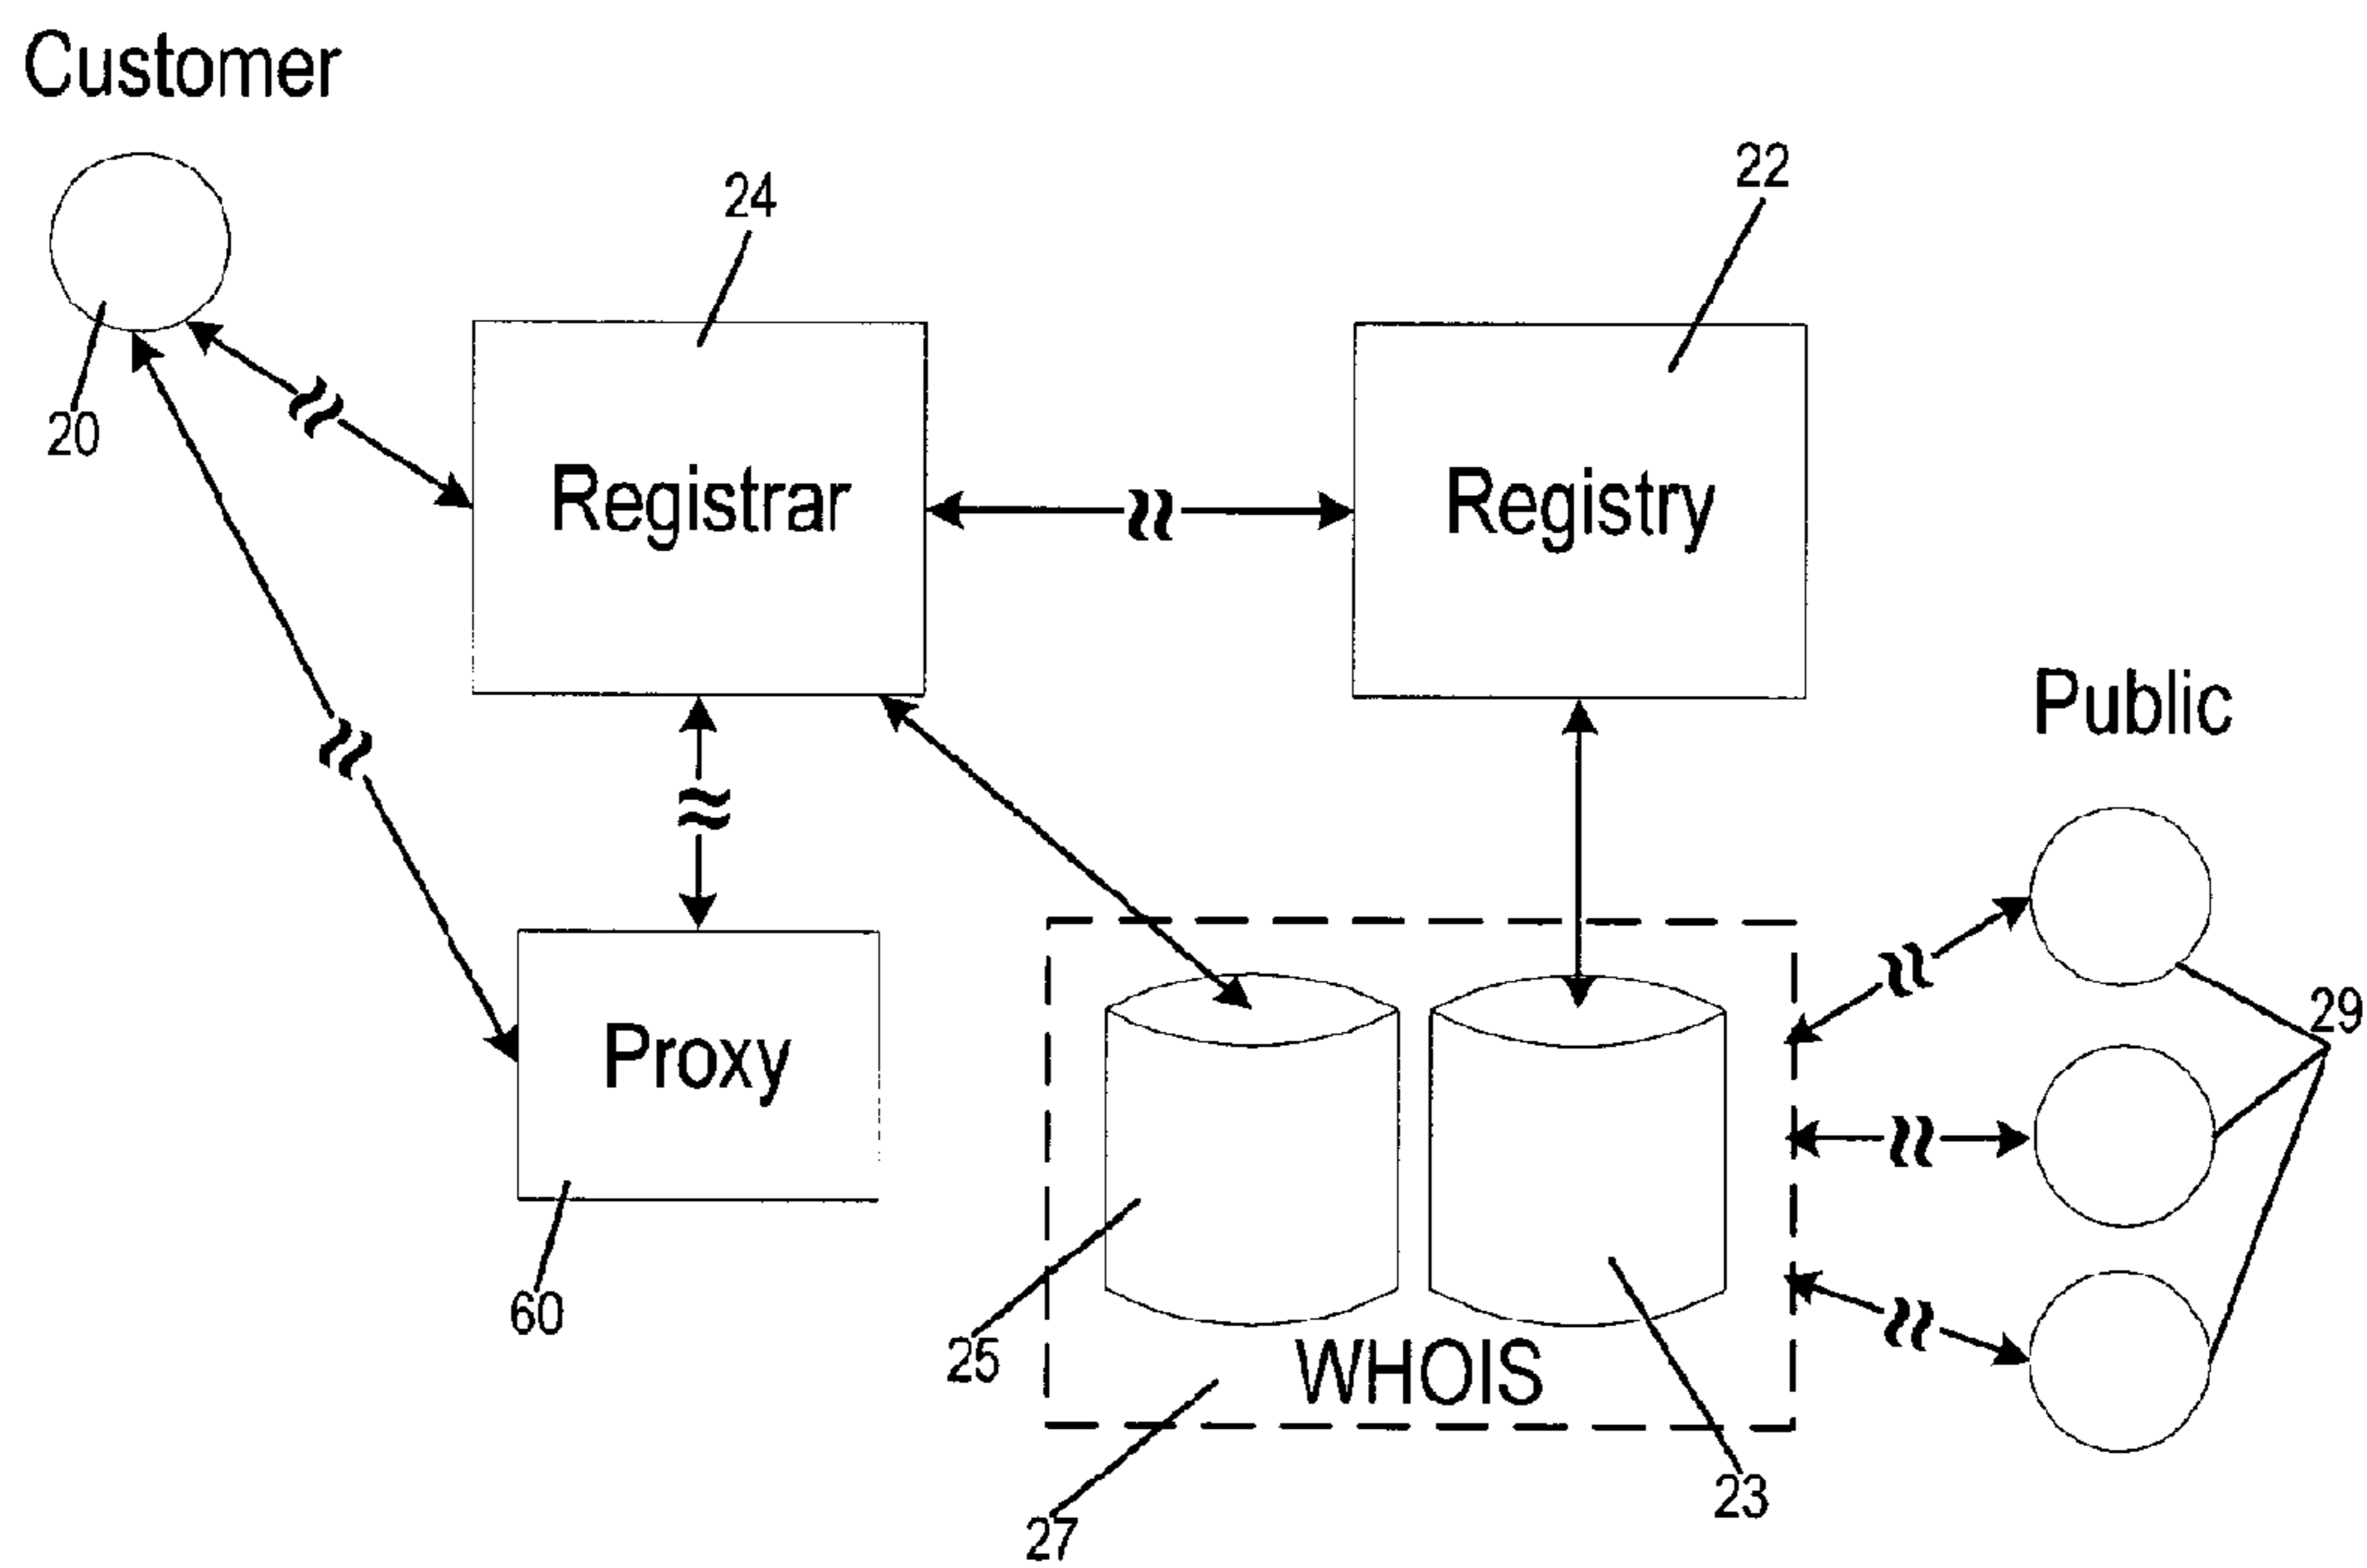 Customer
22
24
20
Registrar
Registry
Public
29
Proxy
60
25
WHOIS
23
27